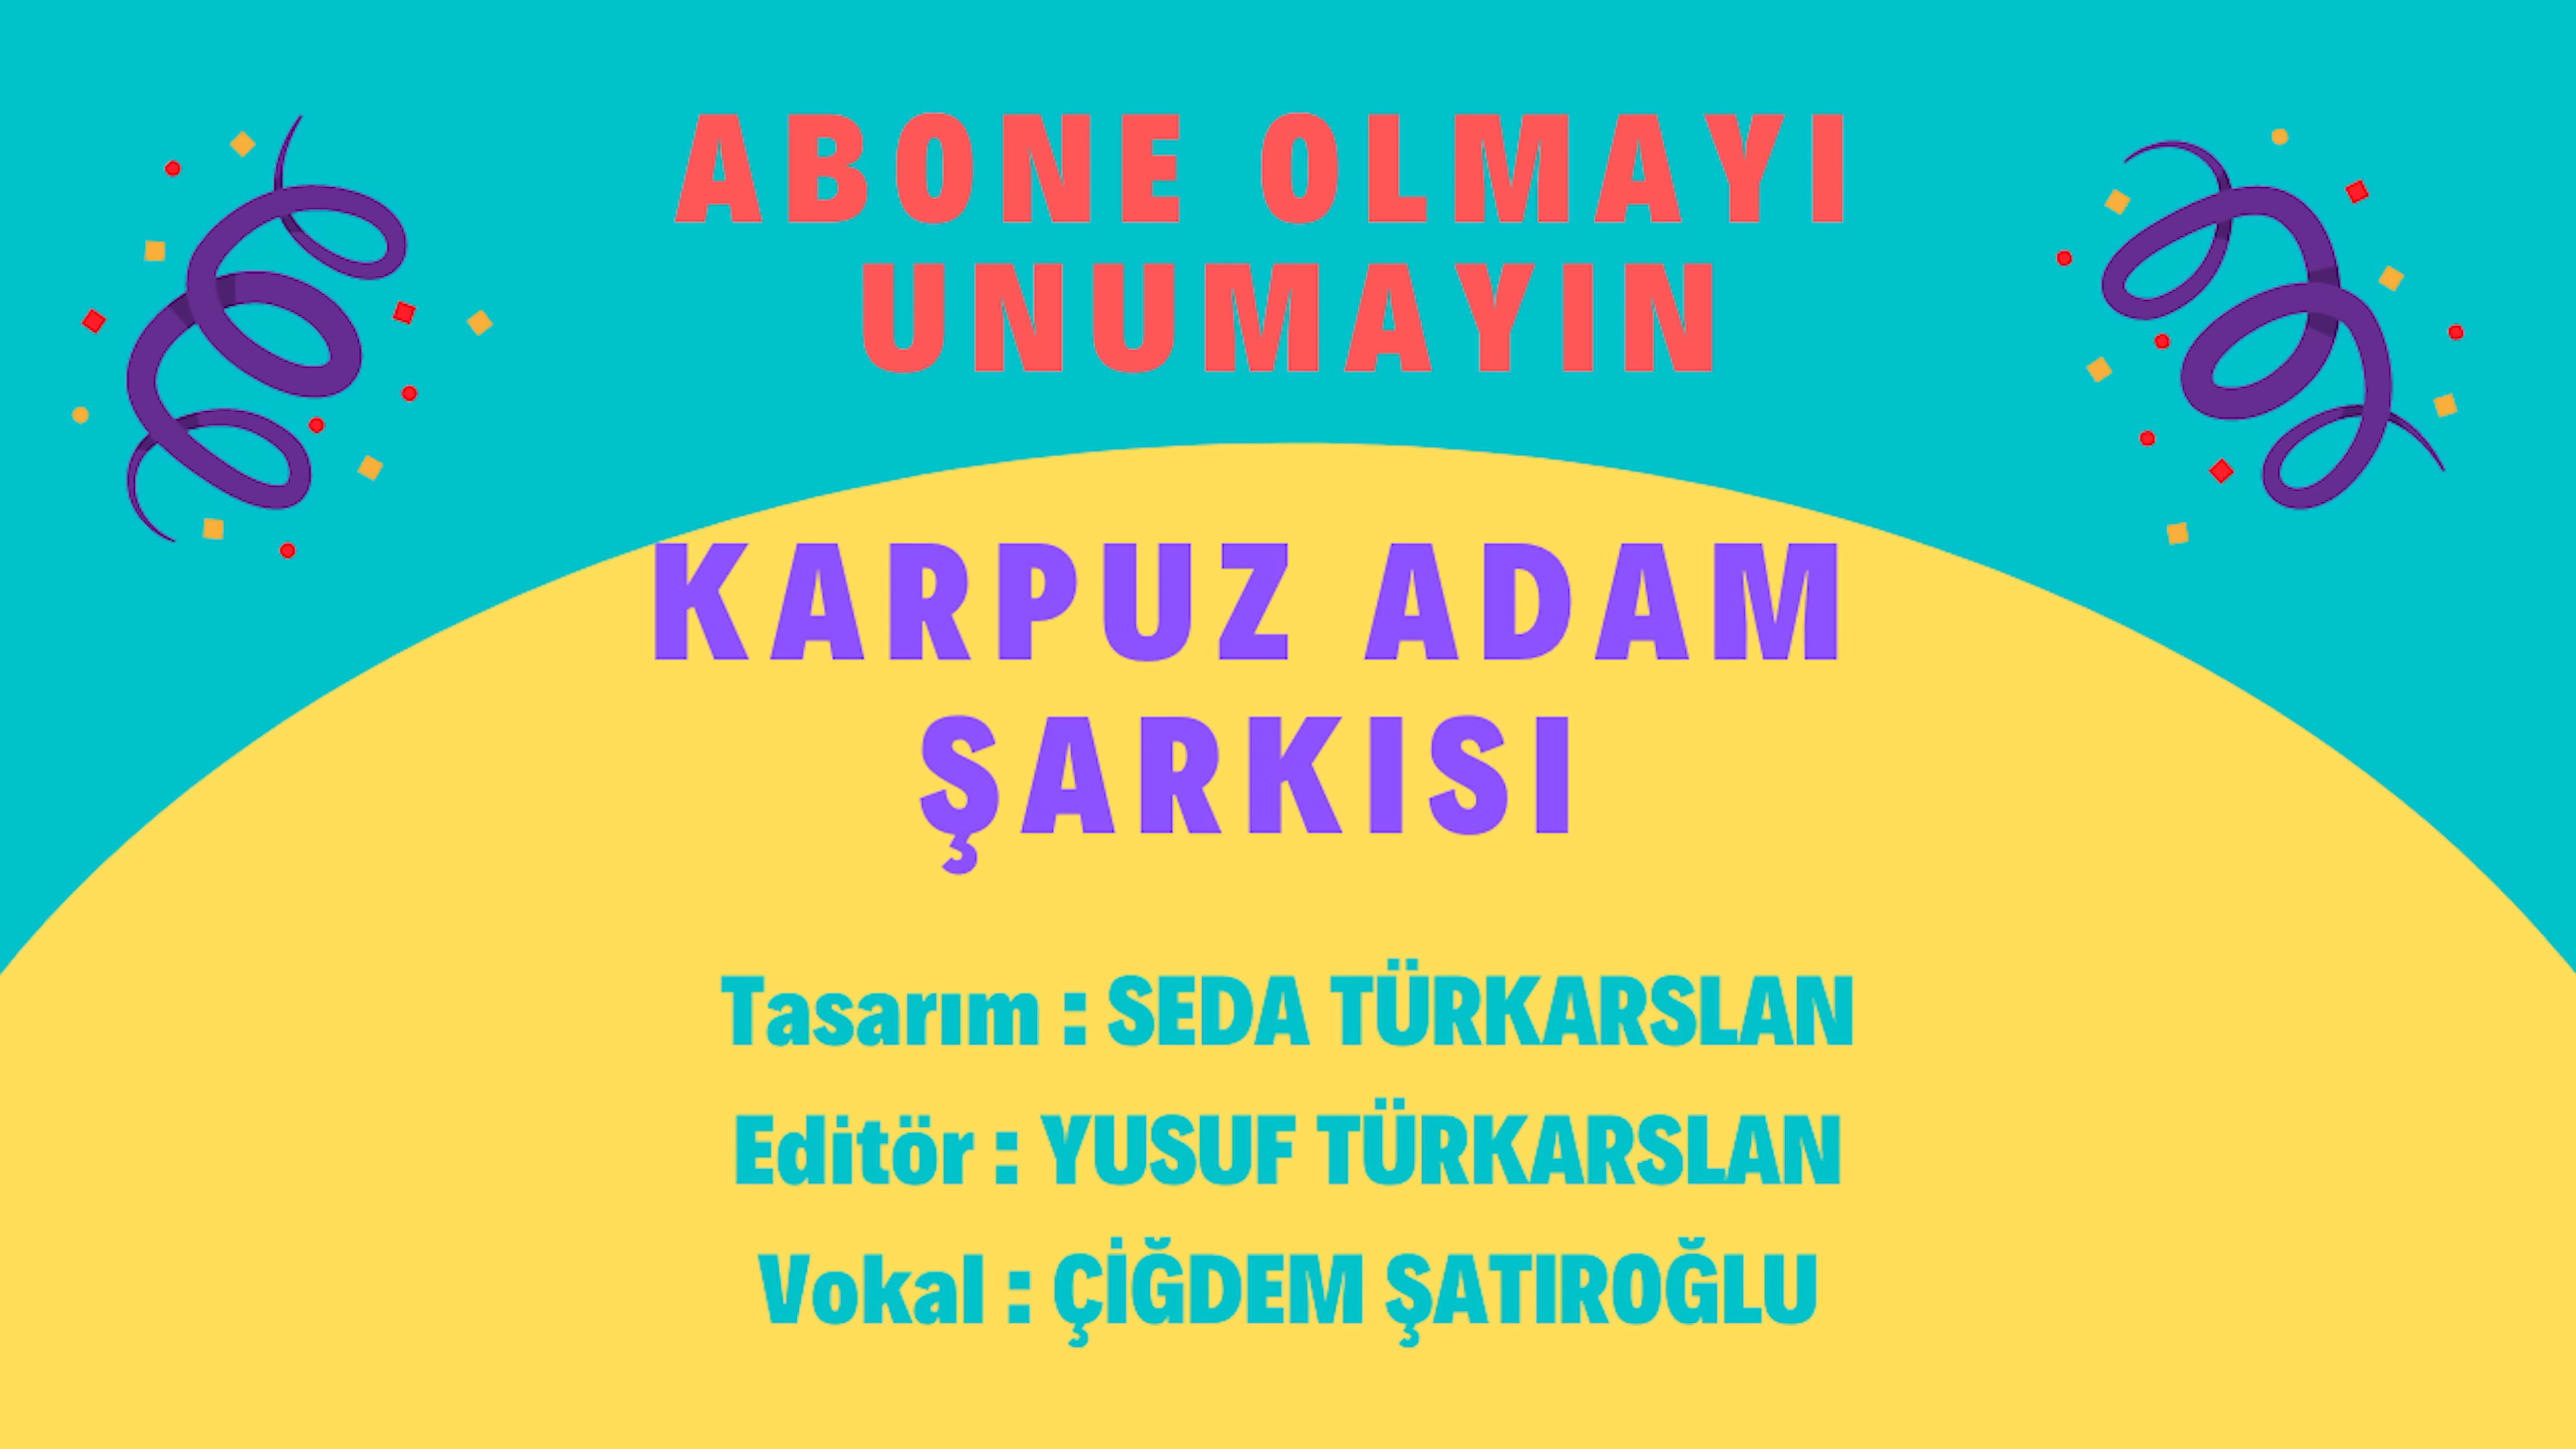 ABONE OLMAYI
UNUMAYIN
KARPUZ ADAM
ŞARKISI
Tasarım : SEDA TÜRKARSLAN
Editör : YUSUF TÜRKARSLAN
Vokal : ÇİĞDEM ŞATIROĞLU